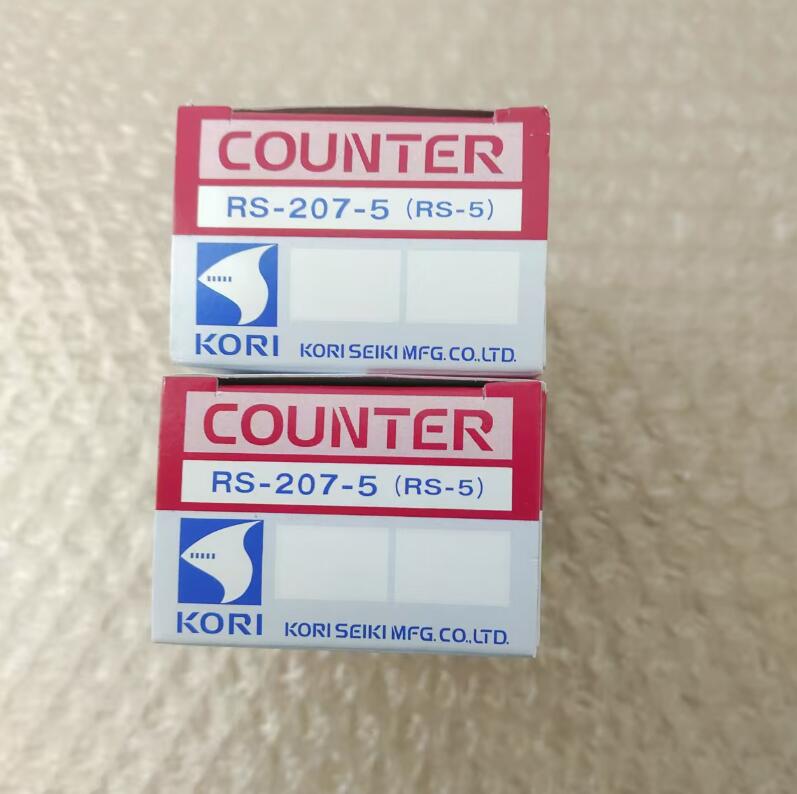 COUNTER
RS-207-5 (RS-5)
KORI
KORI SEIKI MFG. CO., LTD.
COUNTER
RS-207-5 (RS-5)
KORI
KORI SEIKI MFG. CO., LTD.